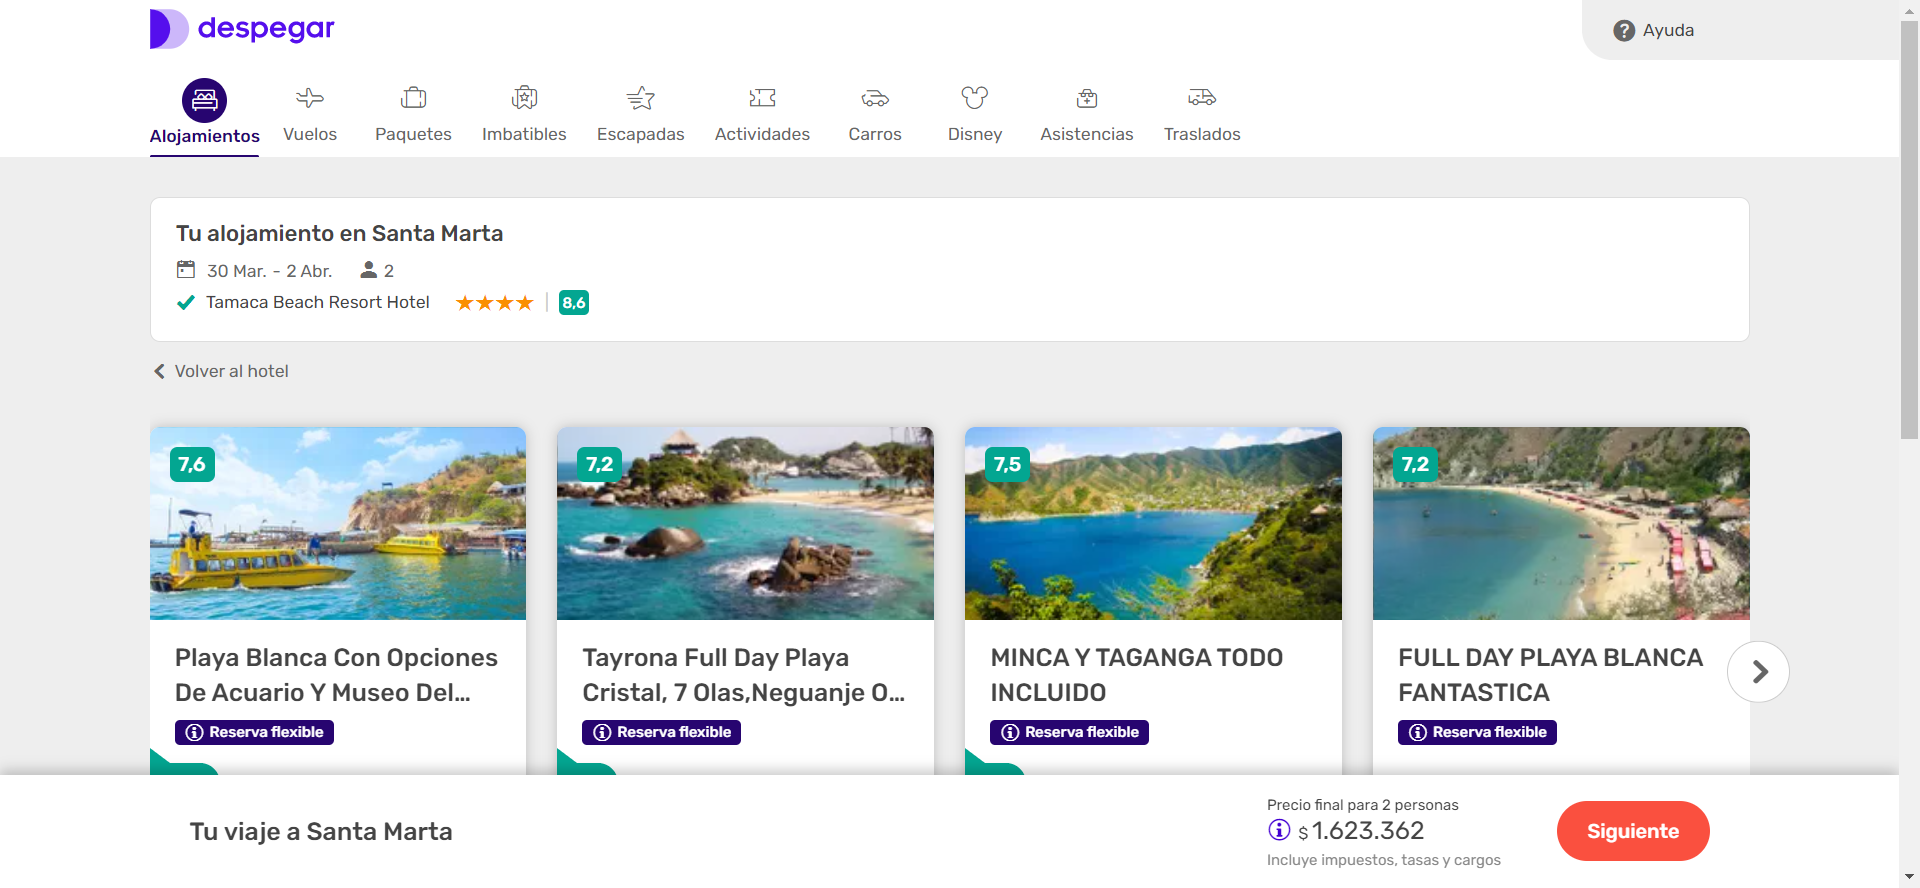 despegar
Ayuda
Alojamientos
Vuelos
Paquetes
Imbatibles
Escapadas
Actividades
Carros
Disney
Asistencias
Traslados
Tu alojamiento en Santa Marta
30 Mar. - 2 Abr.
2
Tamaca Beach Resort Hotel
8,6
Volver al hotel
7,6
Playa Blanca Con Opciones
De Acuario Y Museo Del...
Reserva flexible
7,2
Tayrona Full Day Playa
Cristal, 7 Olas,Neguanje O...
Reserva flexible
7,5
MINCA Y TAGANGA TODO
INCLUIDO
Reserva flexible
7,2
FULL DAY PLAYA BLANCA
FANTASTICA
Reserva flexible
Tu viaje a Santa Marta
Precio final para 2 personas
$ 1.623.362
Incluye impuestos, tasas y cargos
Siguiente